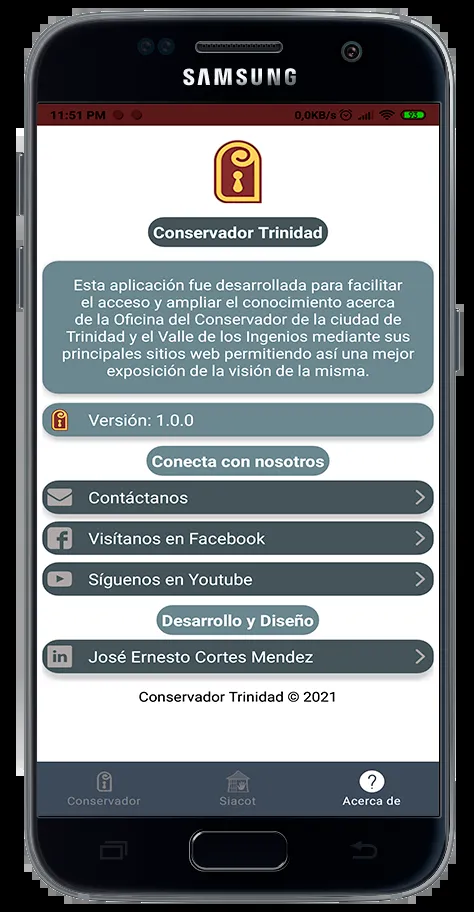 SAMSUNG
11:51 PM 0,0KB/s 93
Conservador Trinidad
Esta aplicación fue desarrollada para facilitar
el acceso y ampliar el conocimiento acerca
de la Oficina del Conservador de la ciudad de
Trinidad y el Valle de los Ingenios mediante sus
principales sitios web permitiendo así una mejor
exposición de la visión de la misma.
Versión: 1.0.0
Conecta con nosotros
Contáctanos
Visítanos en Facebook
Síguenos en Youtube
Desarrollo y Diseño
in José Ernesto Cortes Mendez
Conservador Trinidad © 2021
Conservador Siacot Acerca de